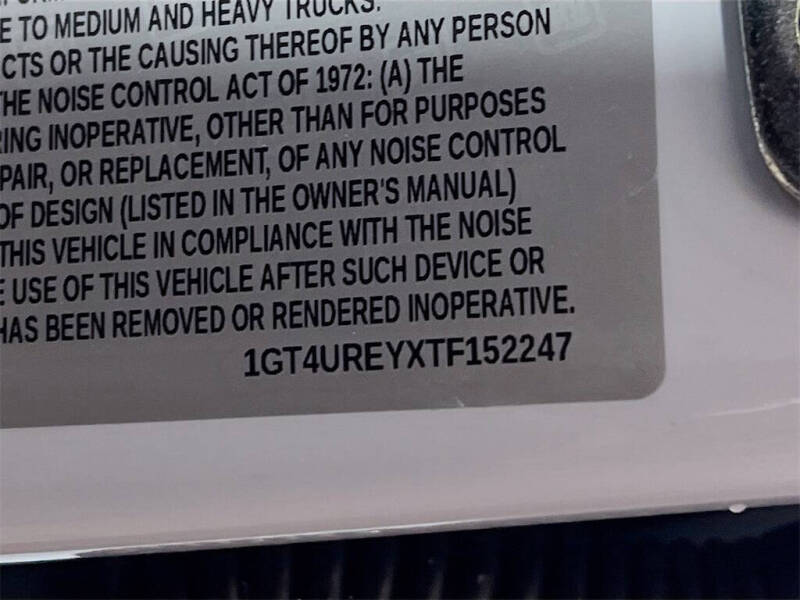 E TO MEDIUM AND HEAVY TRUCKS.
CTS OR THE CAUSING THEREOF BY ANY PERSON
HE NOISE CONTROL ACT OF 1972: (A) THE
RING INOPERATIVE, OTHER THAN FOR PURPOSES
PAIR, OR REPLACEMENT, OF ANY NOISE CONTROL
OF DESIGN (LISTED IN THE OWNER'S MANUAL)
THIS VEHICLE IN COMPLIANCE WITH THE NOISE
E USE OF THIS VEHICLE AFTER SUCH DEVICE OR
HAS BEEN REMOVED OR RENDERED INOPERATIVE.
1GT4UREYXTF152247